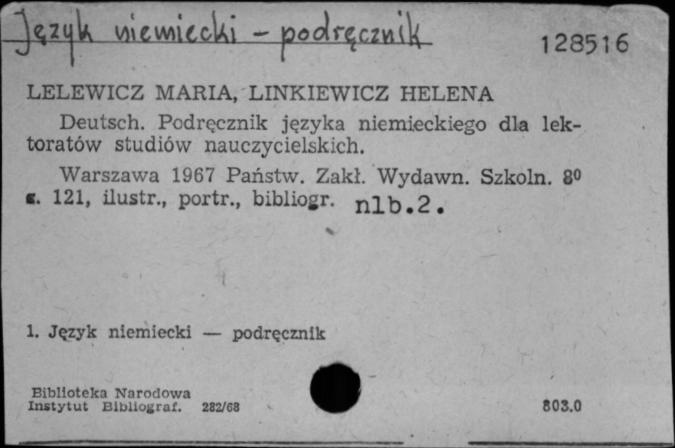 Język niemiecki - podręcznik
128516
LELEWICZ MARIA, LINKIEWICZ HELENA
Deutsch. Podręcznik języka niemieckiego dla lek-
toratów studiów nauczycielskich.
Warszawa 1967 Państw. Zakł. Wydawn. Szkoln. 8⁰
s. 121, ilustr., portr., bibliogr. nlb.2.
1. Język niemiecki — podręcznik
Biblioteka Narodowa
Instytut Bibliograf. 282/68
803.0